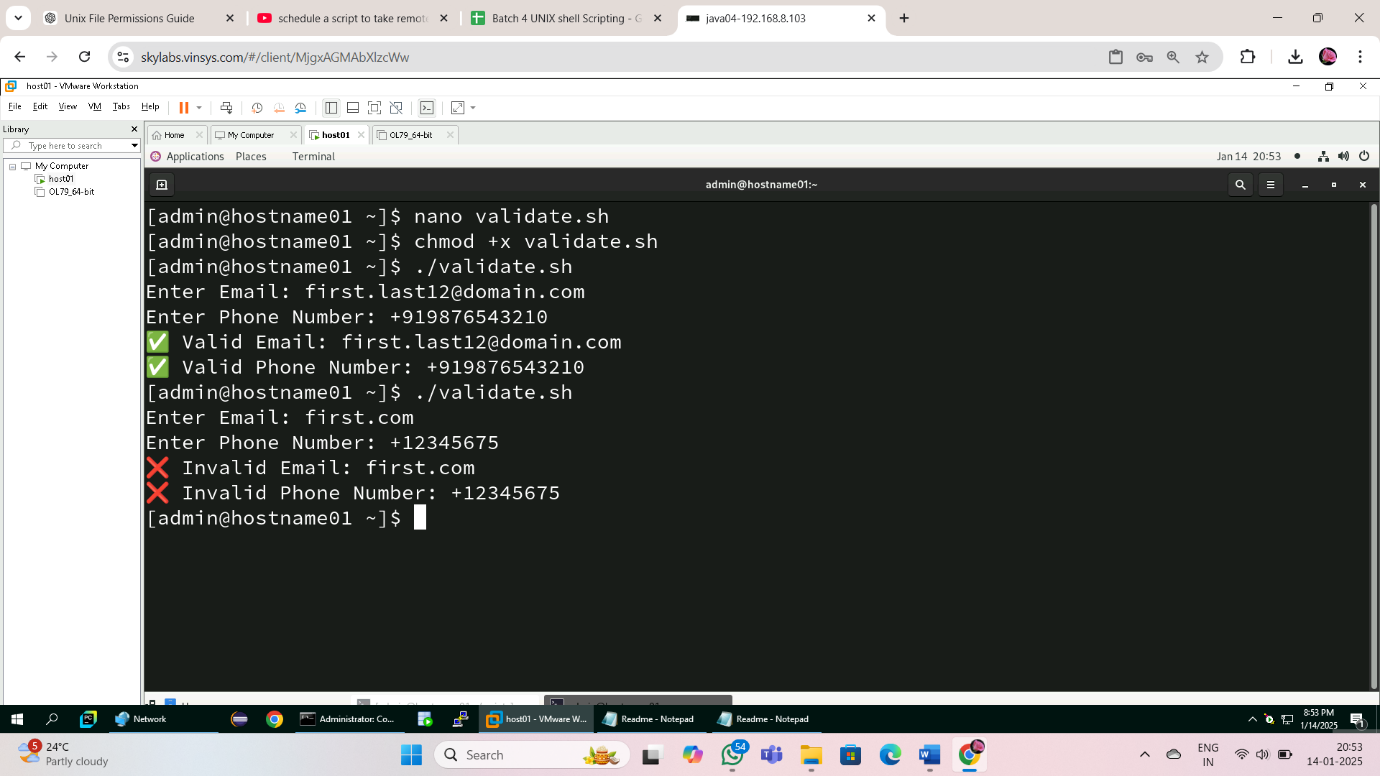 Unix File Permissions Guide
schedule a script to take remote
Batch 4 UNIX shell Scripting - G
java04-192.168.8.103
skylabs.vinsys.com/#/client/MjgxAGMAbXlzcWw
host01 - VMware Workstation
File Edit View VM Tabs Help
Library
Type here to search
My Computer
host01
OL79_64-bit
Home
My Computer
host01
OL79_64-bit
Applications Places Terminal
Jan 14 20:53
admin@hostname01:~
[admin@hostname01 ~]$ nano validate.sh
[admin@hostname01 ~]$ chmod +x validate.sh
[admin@hostname01 ~]$ ./validate.sh
Enter Email: first.last12@domain.com
Enter Phone Number: +919876543210
✅ Valid Email: first.last12@domain.com
✅ Valid Phone Number: +919876543210
[admin@hostname01 ~]$ ./validate.sh
Enter Email: first.com
Enter Phone Number: +12345675
❌ Invalid Email: first.com
❌ Invalid Phone Number: +12345675
[admin@hostname01 ~]$
Network
Administrator: Co...
host01 - VMware W...
Readme - Notepad
Readme - Notepad
8:53 PM
1/14/2025
1
5
24°C
Partly cloudy
Search
54
ENG
IN
20:53
14-01-2025